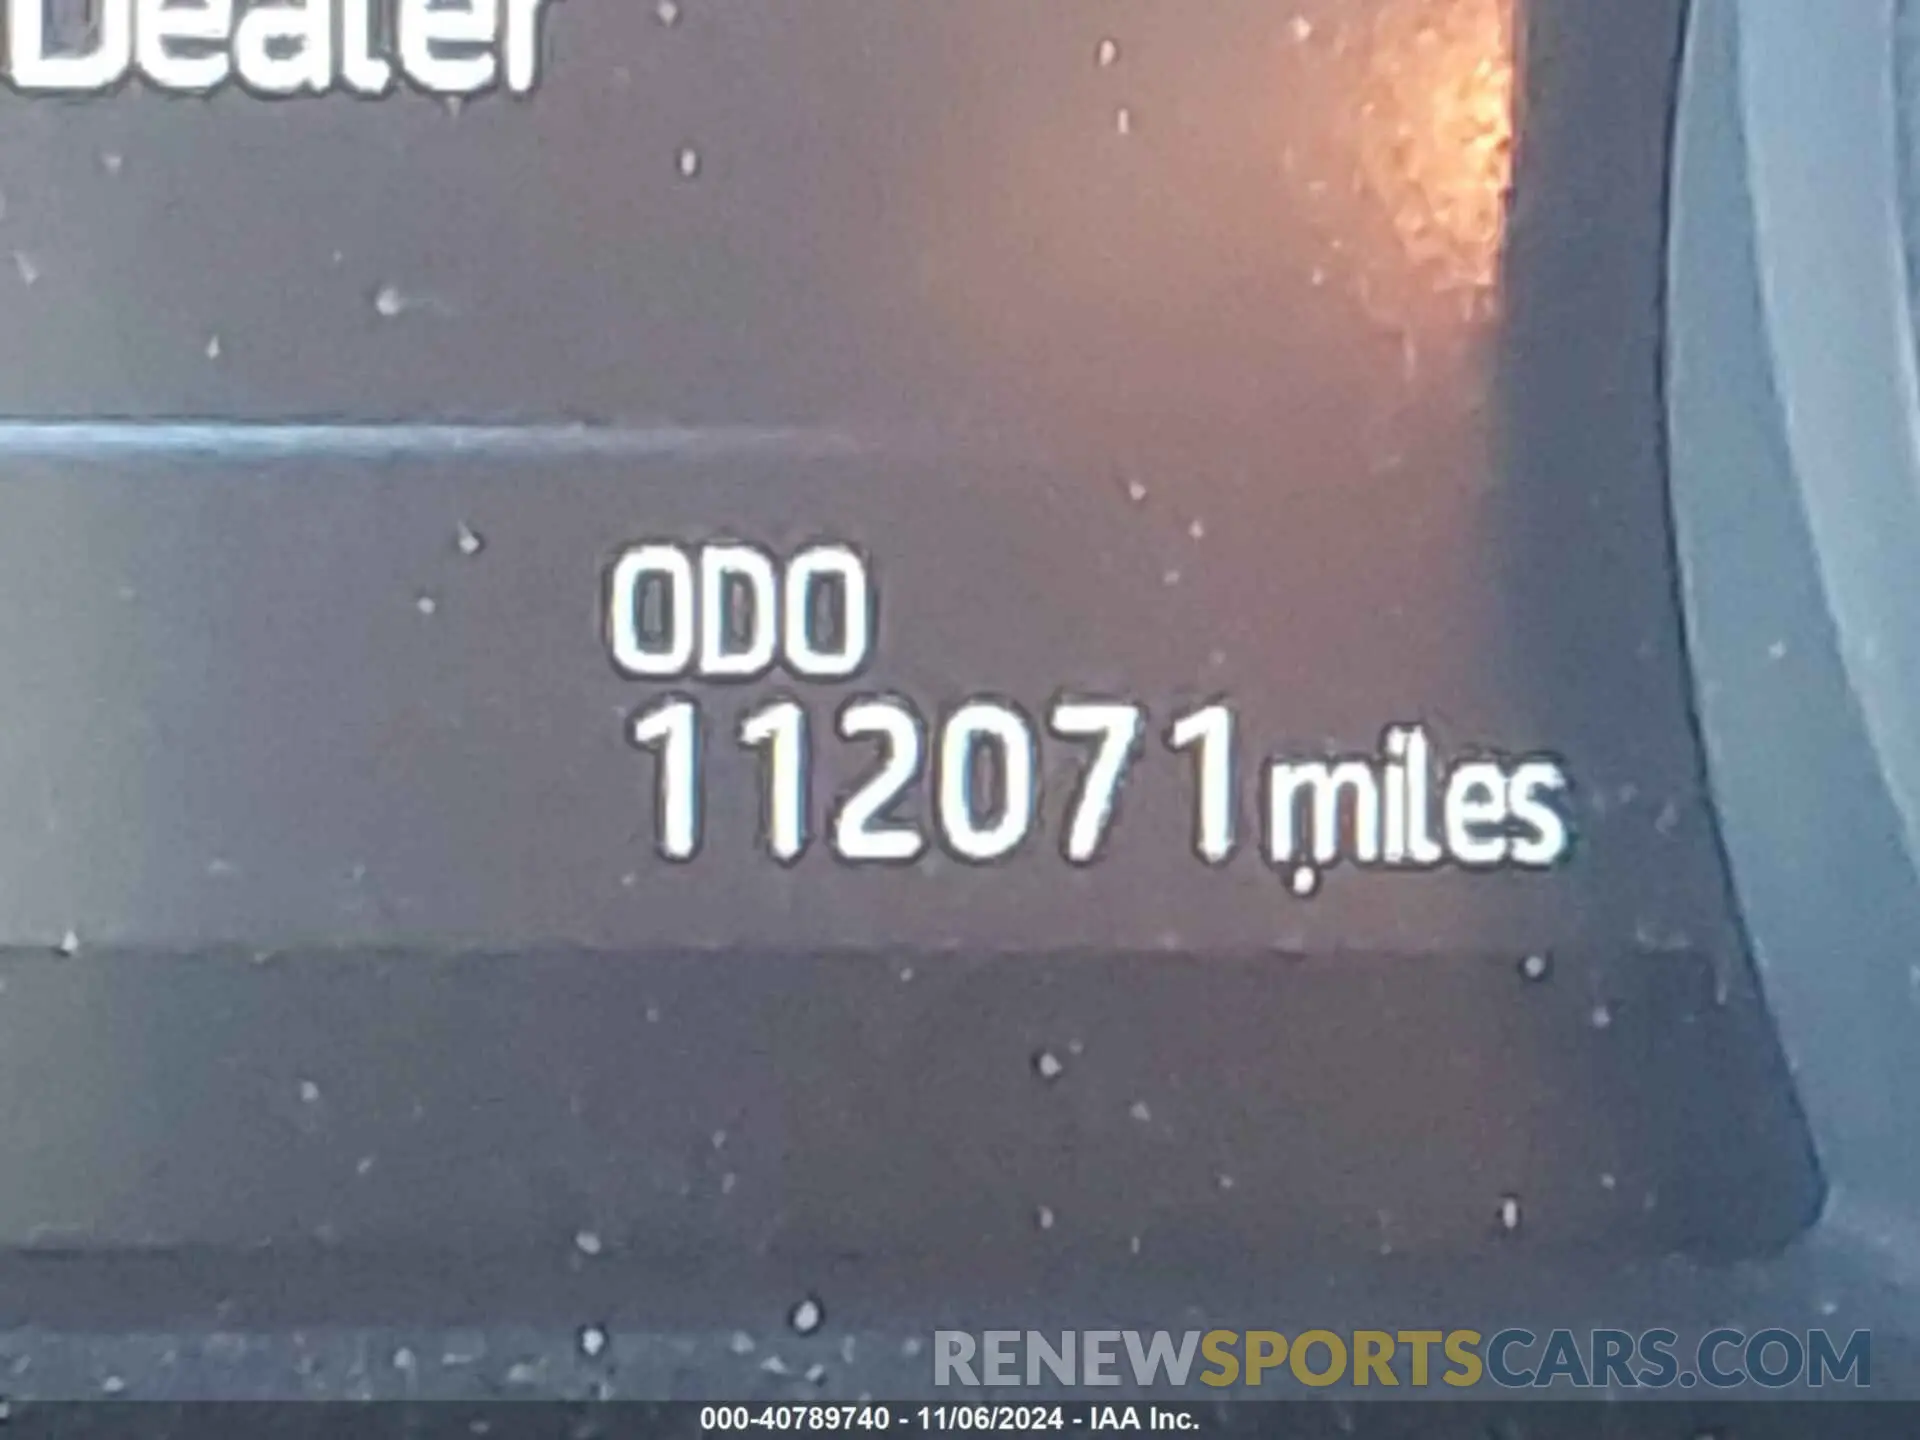 Dealer
ODO
112071 miles
RENEWSPORTSCARS.COM
000-40789740 - 11/06/2024 - IAA Inc.